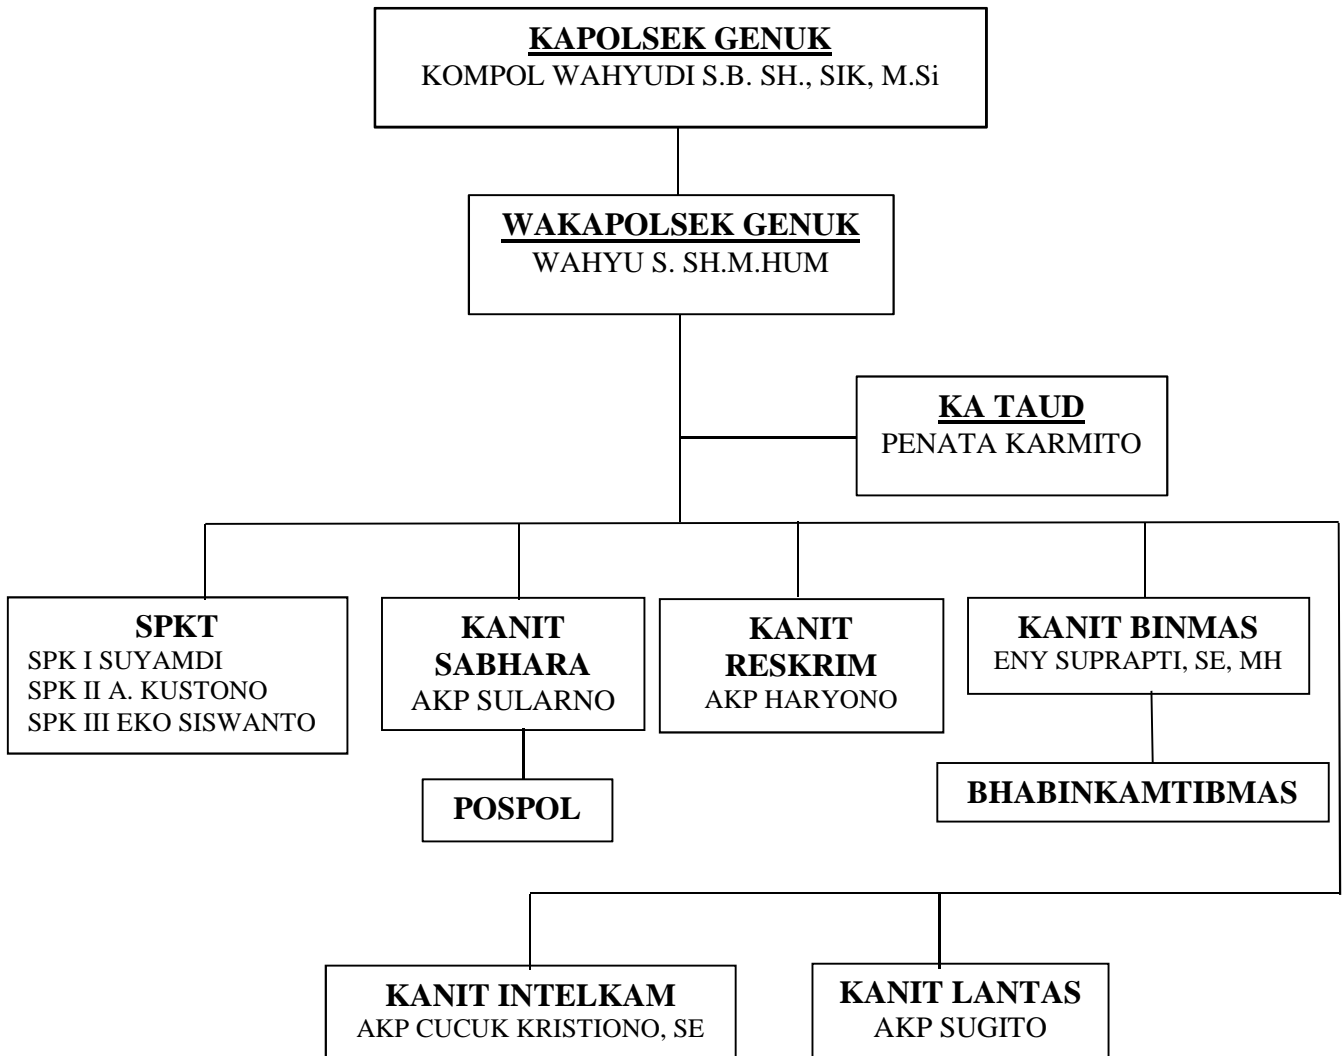 KAPOLSEK GENUK
KOMPOL WAHYUDI S.B. SH., SIK, M.Si
WAKAPOLSEK GENUK
WAHYU S. SH.M.HUM
KA TAUD
PENATA KARMITO
SPKT
SPK I SUYAMDI
SPK II A. KUSTONO
SPK III EKO SISWANTO
KANIT
SABHARA
AKP SULARNO
KANIT
RESKRIM
AKP HARYONO
KANIT BINMAS
ENY SUPRAPTI, SE, MH
POSPOL
BHABINKAMTIBMAS
KANIT INTELKAM
AKP CUCUK KRISTIONO, SE
KANIT LANTAS
AKP SUGITO